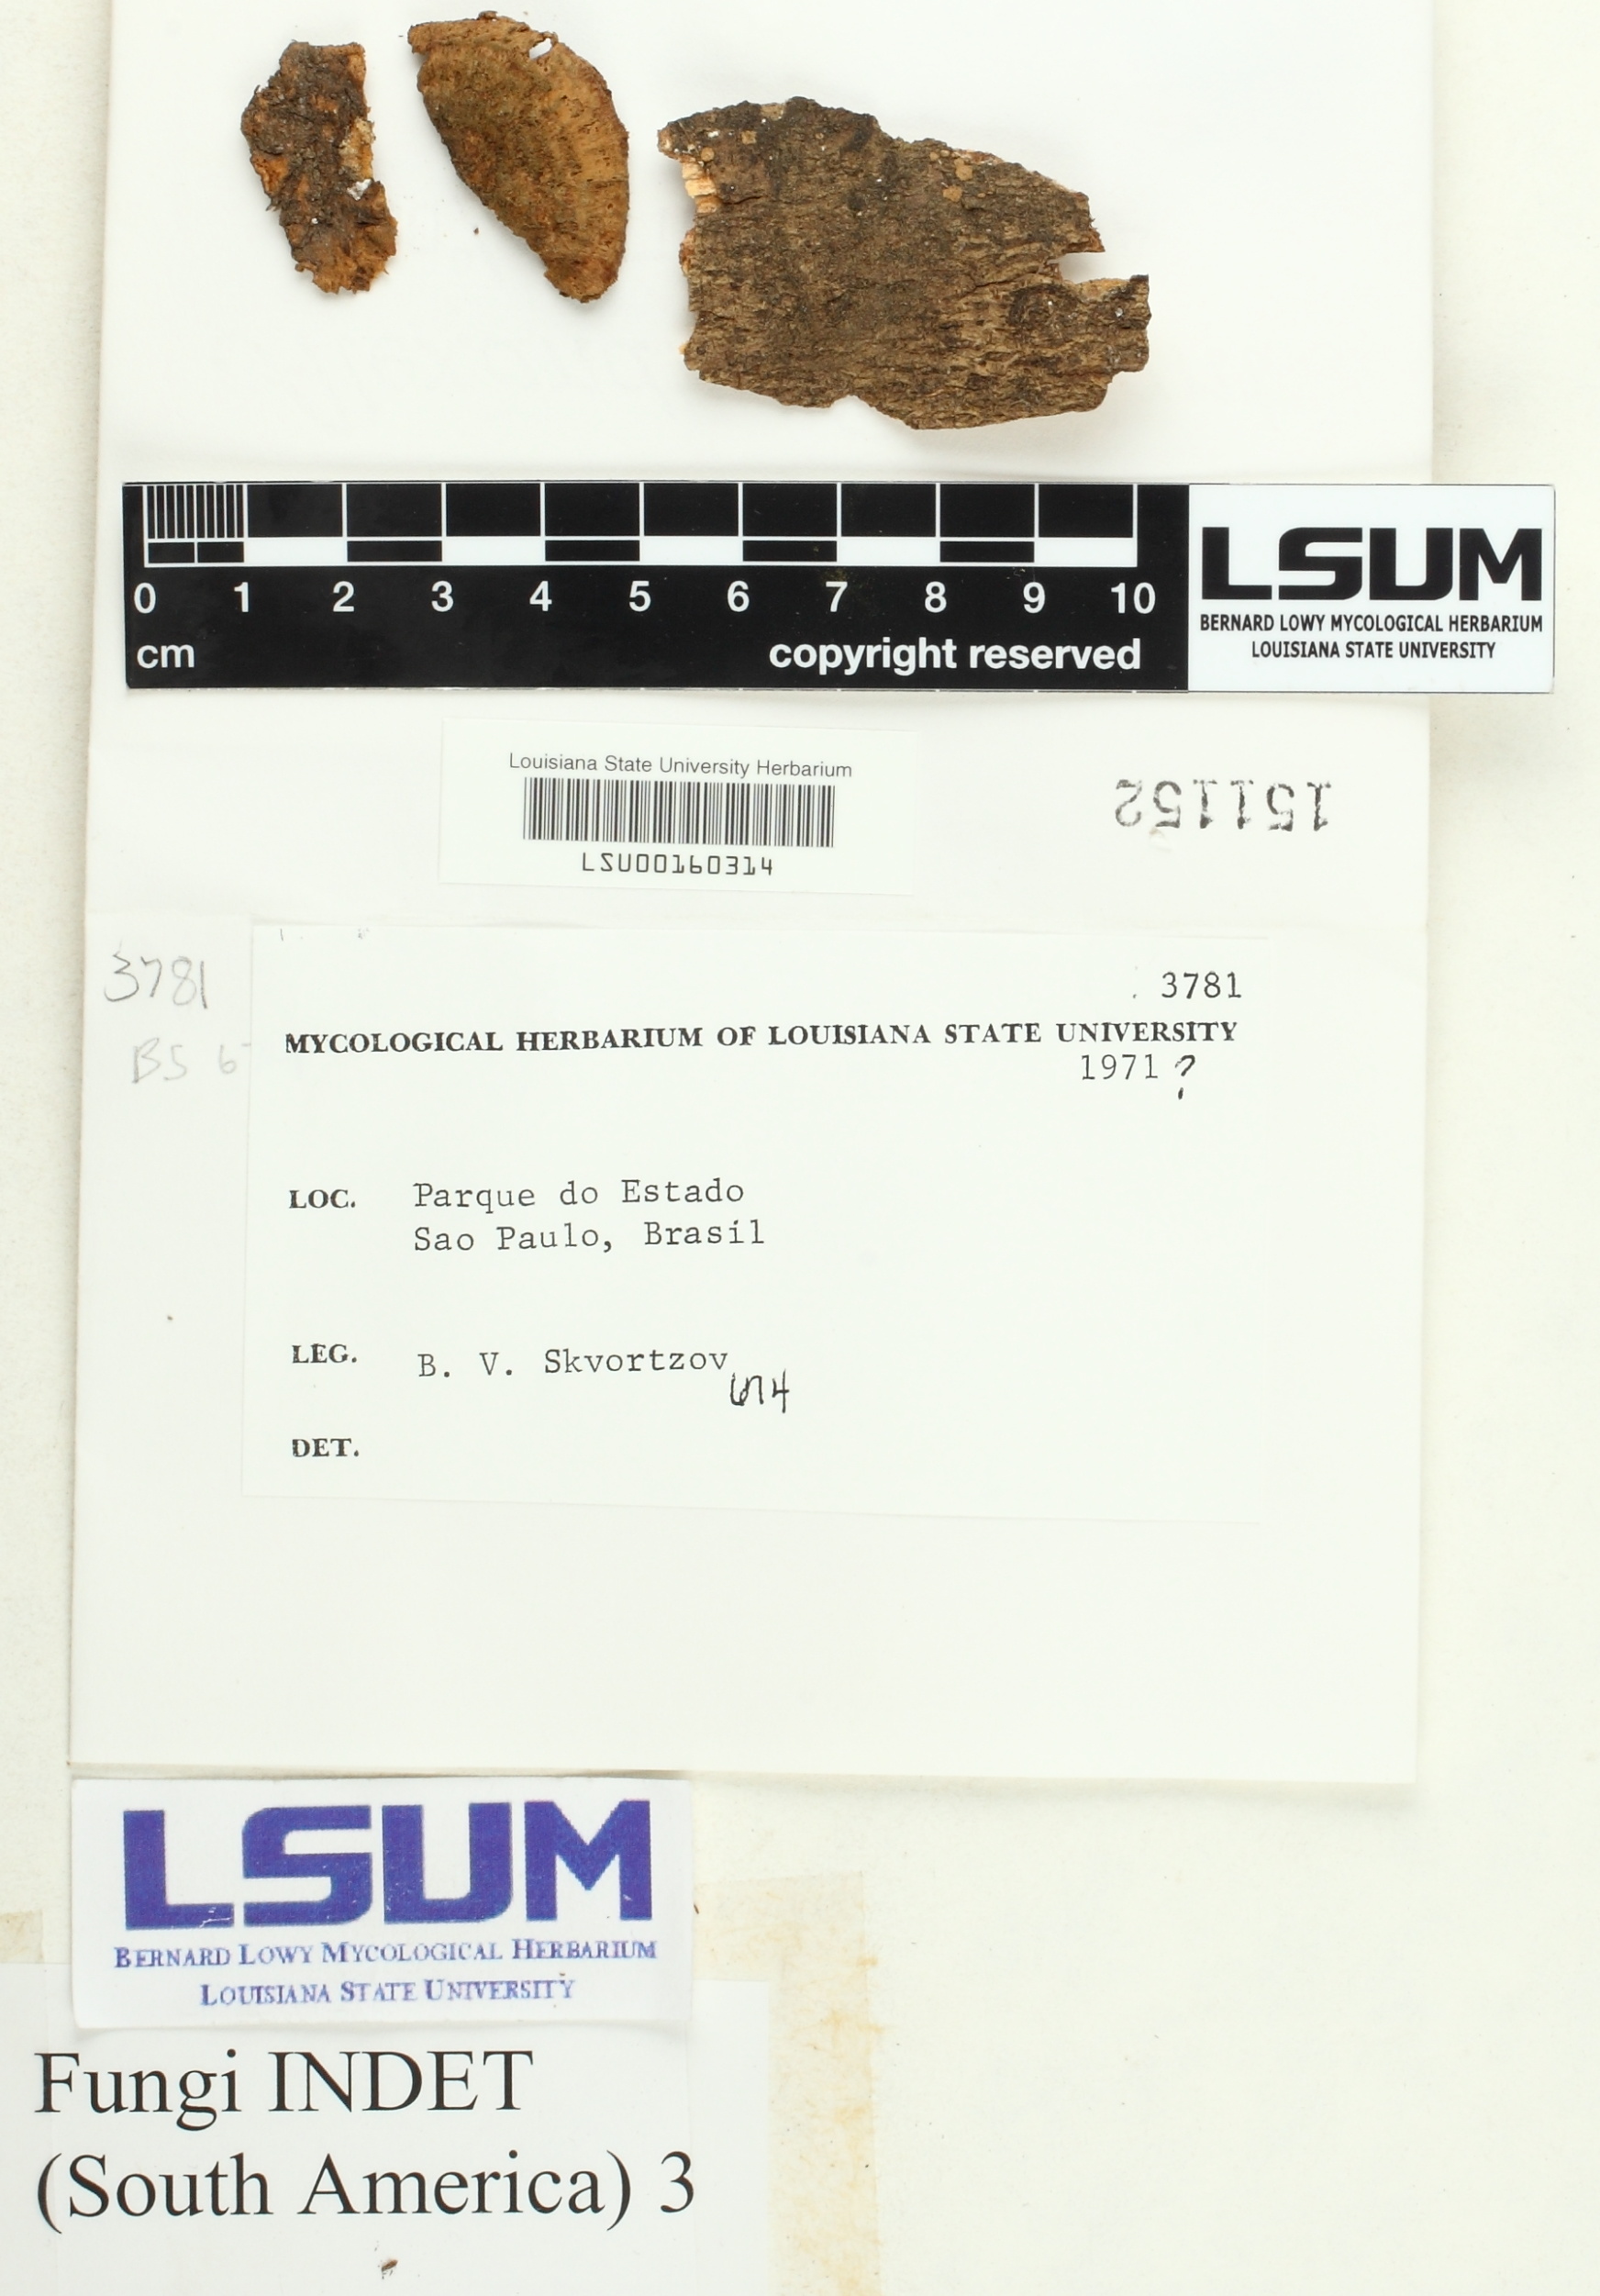 0 1 2 3 4 5 6 7 8 9 10
cm copyright reserved
LSUM
BERNARD LOWY MYCOLOGICAL HERBARIUM
LOUISIANA STATE UNIVERSITY
Louisiana State University Herbarium
LSU00160314
151152
3781
BS 6
3781
MYCOLOGICAL HERBARIUM OF LOUISIANA STATE UNIVERSITY
1971 ?
LOC. Parque do Estado
Sao Paulo, Brasil
LEG. B. V. Skvortzov
674
DET.
LSUM
BERNARD LOWY MYCOLOGICAL HERBARIUM
LOUISIANA STATE UNIVERSITY
Fungi INDET
(South America) 3